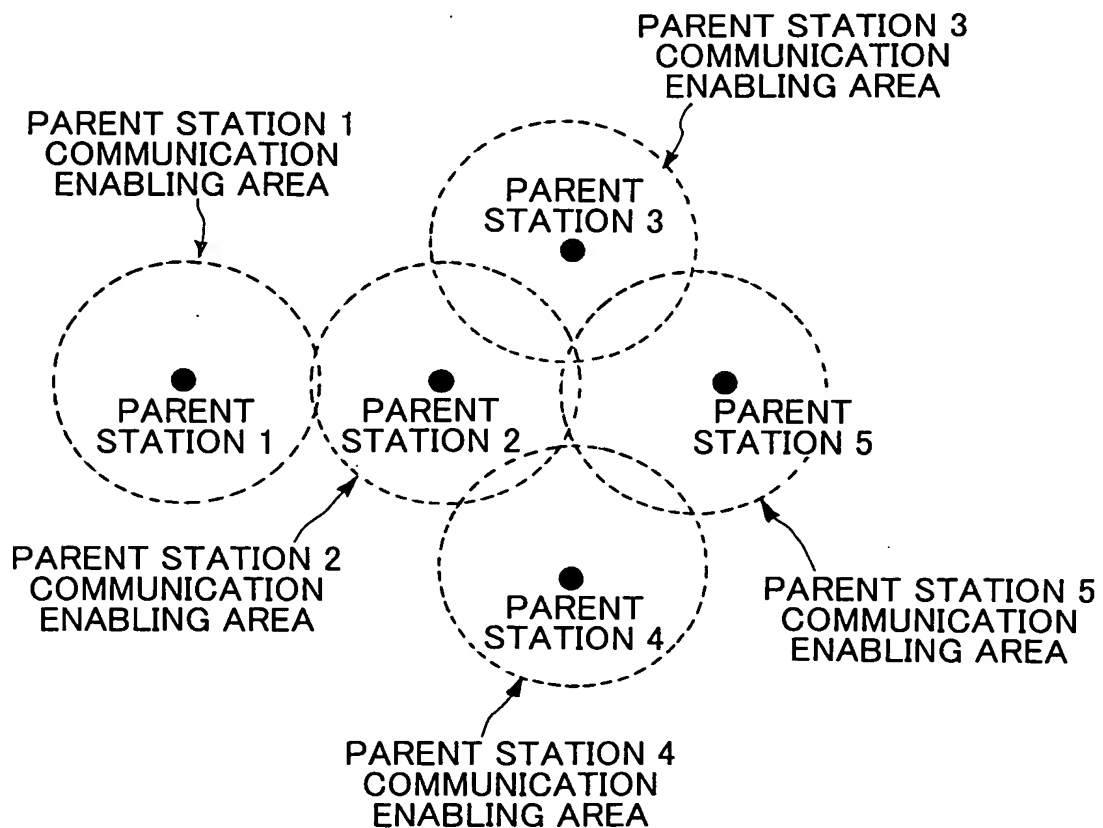 PARENT STATION 3
COMMUNICATION
ENABLING AREA
PARENT STATION 1
COMMUNICATION
ENABLING AREA
PARENT
STATION 3
PARENT
STATION 1
PARENT
STATION 2
PARENT
STATION 5
PARENT STATION 2
COMMUNICATION
ENABLING AREA
PARENT
STATION 4
PARENT STATION 5
COMMUNICATION
ENABLING AREA
PARENT STATION 4
COMMUNICATION
ENABLING AREA